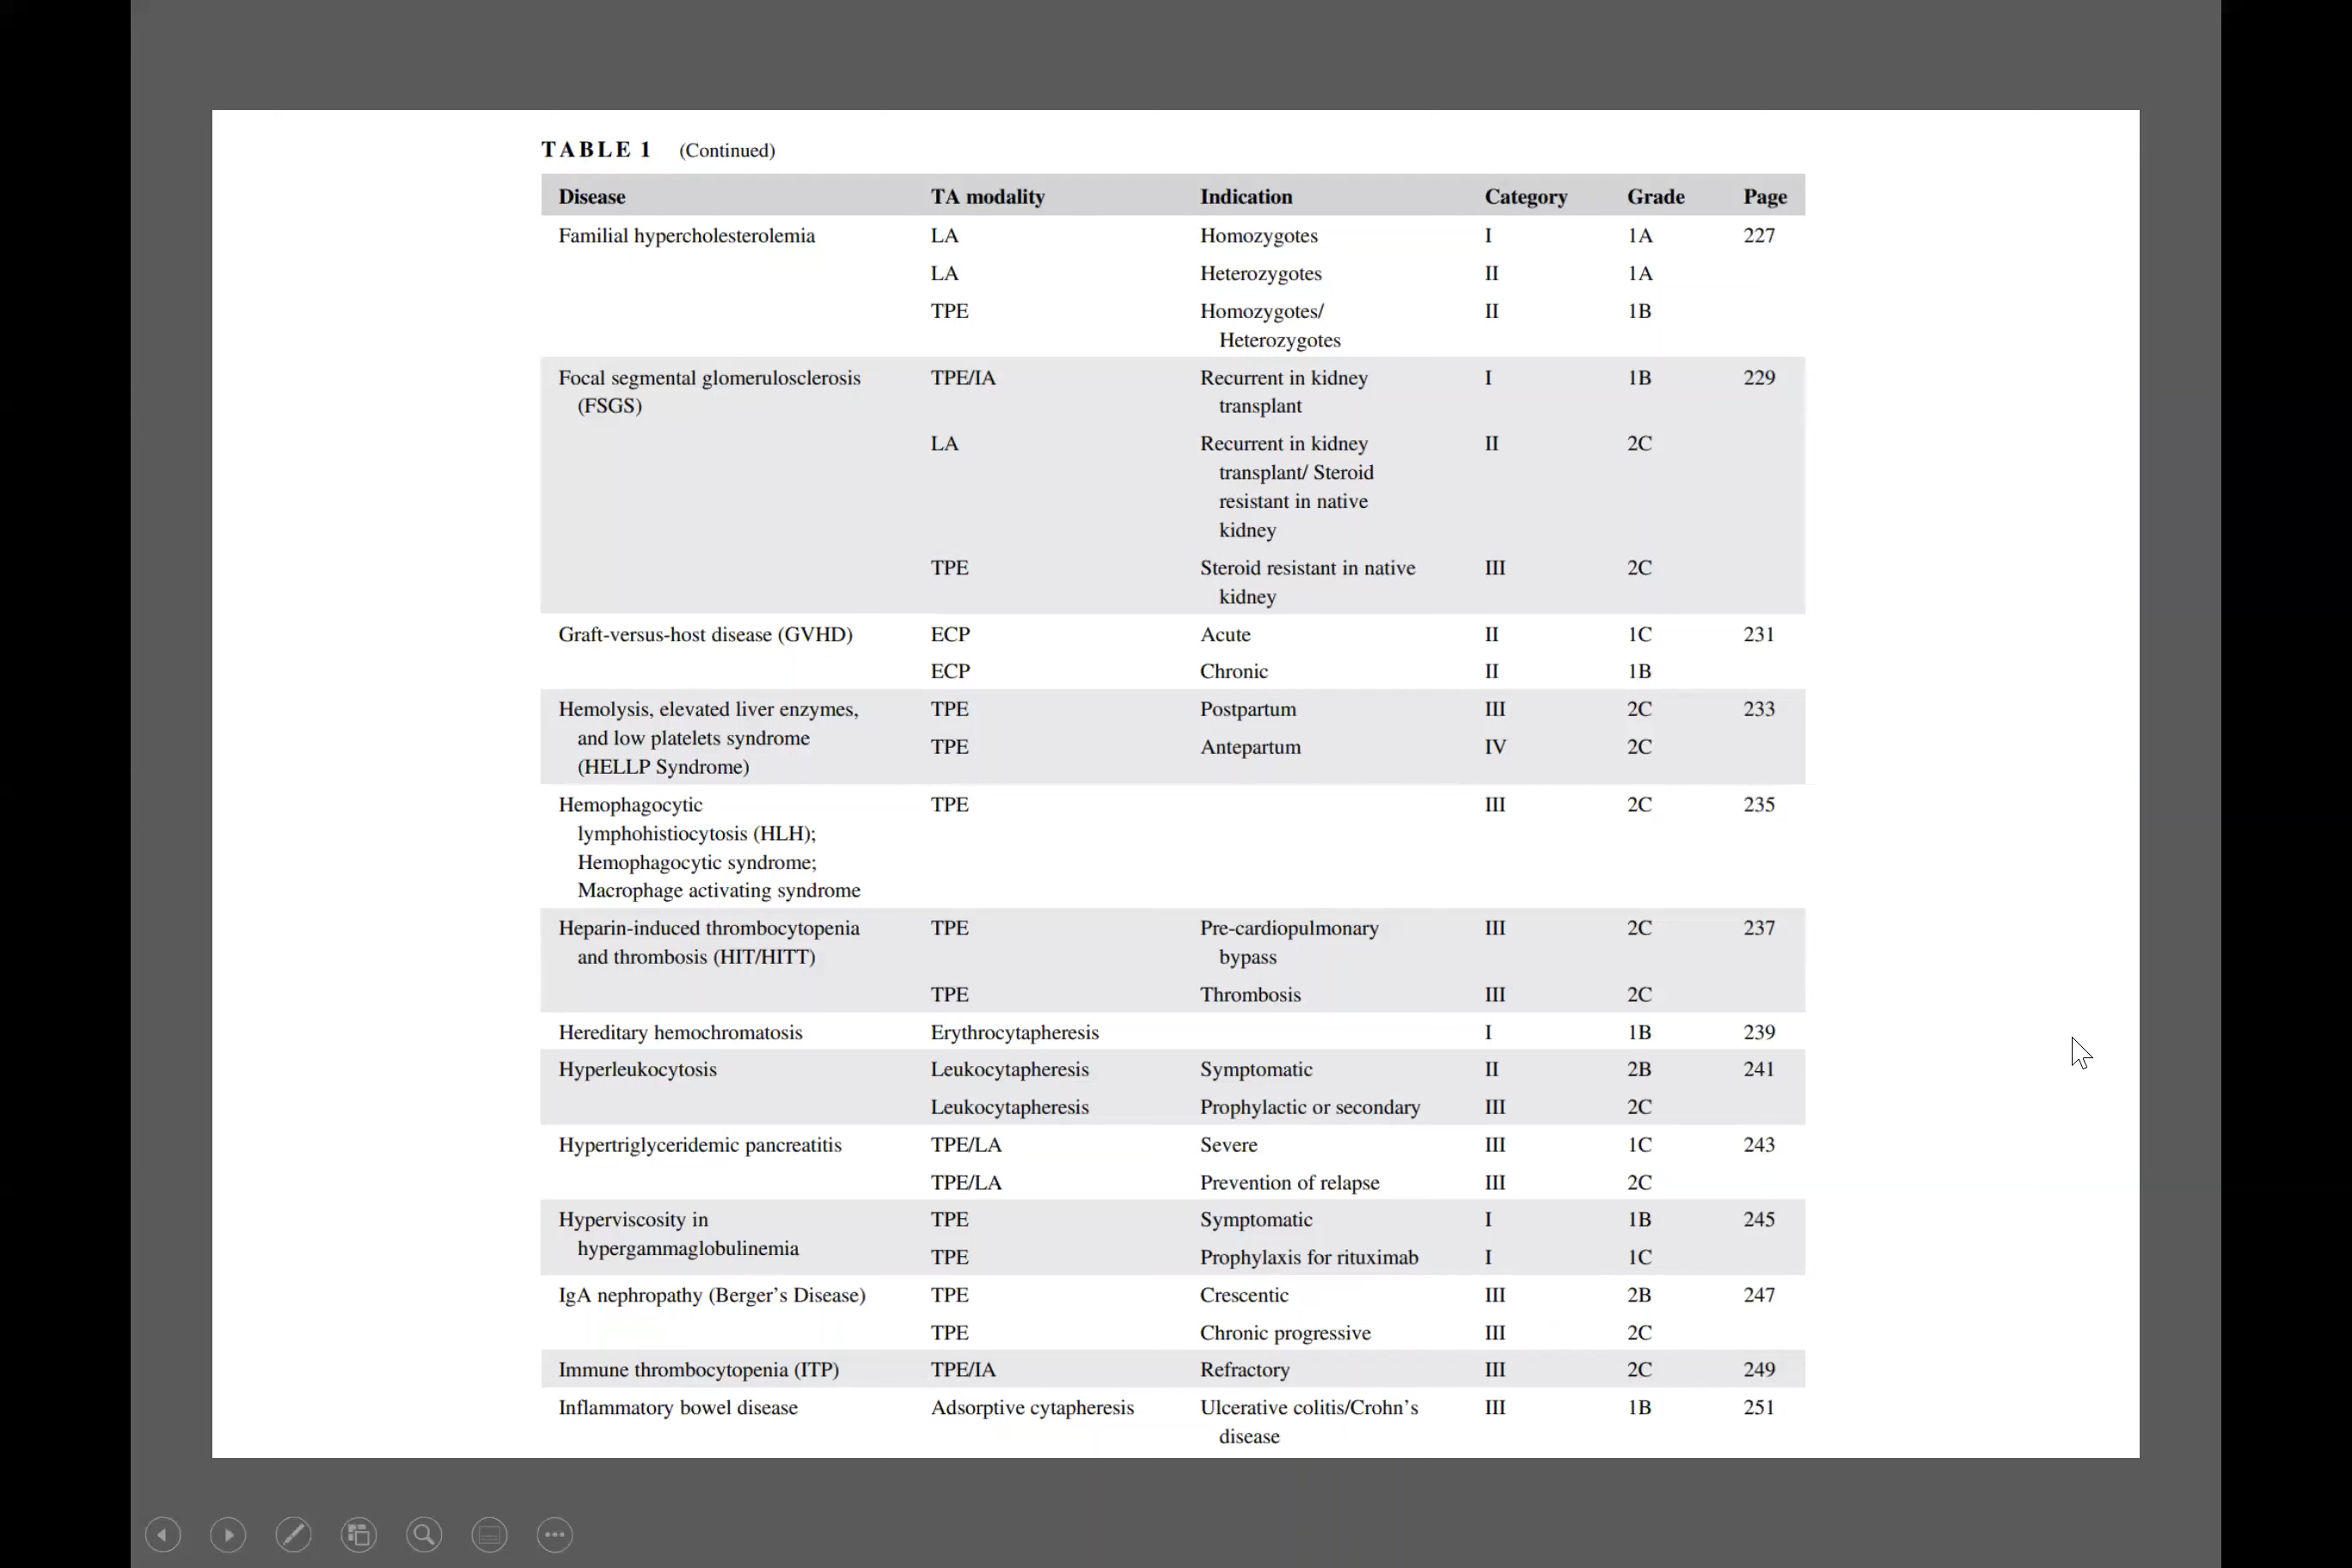 TABLE 1 (Continued)
Disease TA modality Indication Category Grade Page
Familial hypercholesterolemia LA Homozygotes I 1A 227
LA Heterozygotes II 1A
TPE Homozygotes/ II 1B
Heterozygotes
Focal segmental glomerulosclerosis TPE/IA Recurrent in kidney I 1B 229
(FSGS) transplant
LA Recurrent in kidney II 2C
transplant/ Steroid
resistant in native
kidney
TPE Steroid resistant in native III 2C
kidney
Graft-versus-host disease (GVHD) ECP Acute II 1C 231
ECP Chronic II 1B
Hemolysis, elevated liver enzymes, TPE Postpartum III 2C 233
and low platelets syndrome
TPE Antepartum IV 2C
(HELLP Syndrome)
Hemophagocytic TPE III 2C 235
lymphohistiocytosis (HLH);
Hemophagocytic syndrome;
Macrophage activating syndrome
Heparin-induced thrombocytopenia TPE Pre-cardiopulmonary III 2C 237
and thrombosis (HIT/HITT) bypass
TPE Thrombosis III 2C
Hereditary hemochromatosis Erythrocytapheresis I 1B 239
Hyperleukocytosis Leukocytapheresis Symptomatic II 2B 241
Leukocytapheresis Prophylactic or secondary III 2C
Hypertriglyceridemic pancreatitis TPE/LA Severe III 1C 243
TPE/LA Prevention of relapse III 2C
Hyperviscosity in TPE Symptomatic I 1B 245
hypergammaglobulinemia
TPE Prophylaxis for rituximab I 1C
IgA nephropathy (Berger's Disease) TPE Crescentic III 2B 247
TPE Chronic progressive III 2C
Immune thrombocytopenia (ITP) TPE/IA Refractory III 2C 249
Inflammatory bowel disease Adsorptive cytapheresis Ulcerative colitis/Crohn's III 1B 251
disease